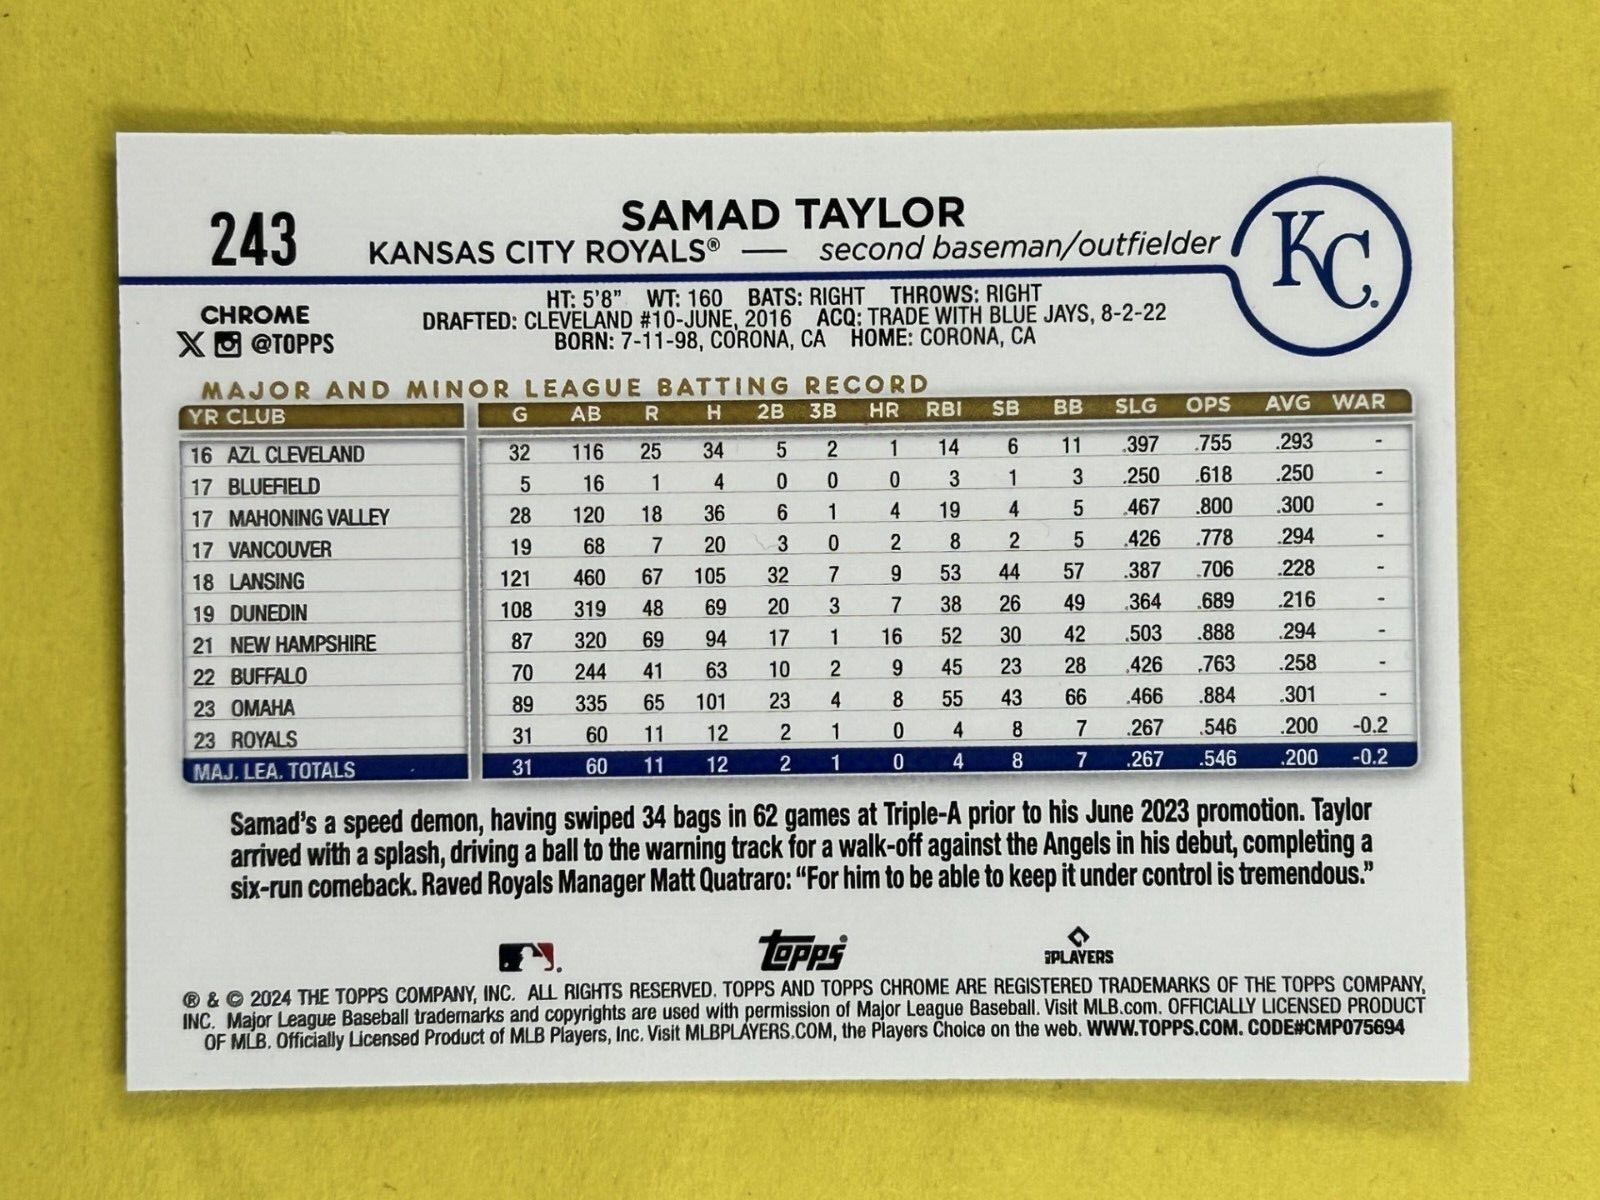 243
SAMAD TAYLOR
KANSAS CITY ROYALS® — second baseman/outfielder
KC
CHROME
@TOPPS
HT: 5'8" WT: 160 BATS: RIGHT THROWS: RIGHT
DRAFTED: CLEVELAND #10-JUNE, 2016 ACQ: TRADE WITH BLUE JAYS, 8-2-22
BORN: 7-11-98, CORONA, CA HOME: CORONA, CA
MAJOR AND MINOR LEAGUE BATTING RECORD
YR CLUB G AB R H 2B 3B HR RBI SB BB SLG OPS AVG WAR
16 AZL CLEVELAND 32 116 25 34 5 2 1 14 6 11 .397 .755 .293 -
17 BLUEFIELD 5 16 1 4 0 0 0 3 1 3 .250 .618 .250 -
17 MAHONING VALLEY 28 120 18 36 6 1 4 19 4 5 .467 .800 .300 -
17 VANCOUVER 19 68 7 20 3 0 2 8 2 5 .426 .778 .294 -
18 LANSING 121 460 67 105 32 7 9 53 44 57 .387 .706 .228 -
19 DUNEDIN 108 319 48 69 20 3 7 38 26 49 .364 .689 .216 -
21 NEW HAMPSHIRE 87 320 69 94 17 1 16 52 30 42 .503 .888 .294 -
22 BUFFALO 70 244 41 63 10 2 9 45 23 28 .426 .763 .258 -
23 OMAHA 89 335 65 101 23 4 8 55 43 66 .466 .884 .301 -
23 ROYALS 31 60 11 12 2 1 0 4 8 7 .267 .546 .200 -0.2
MAJ. LEA. TOTALS 31 60 11 12 2 1 0 4 8 7 .267 .546 .200 -0.2
Samad's a speed demon, having swiped 34 bags in 62 games at Triple-A prior to his June 2023 promotion. Taylor
arrived with a splash, driving a ball to the warning track for a walk-off against the Angels in his debut, completing a
six-run comeback. Raved Royals Manager Matt Quatraro: “For him to be able to keep it under control is tremendous.”
topps
PLAYERS
® & © 2024 THE TOPPS COMPANY, INC. ALL RIGHTS RESERVED. TOPPS AND TOPPS CHROME ARE REGISTERED TRADEMARKS OF THE TOPPS COMPANY,
INC. Major League Baseball trademarks and copyrights are used with permission of Major League Baseball. Visit MLB.com. OFFICIALLY LICENSED PRODUCT
OF MLB. Officially Licensed Product of MLB Players, Inc. Visit MLBPLAYERS.COM, the Players Choice on the web. WWW.TOPPS.COM. CODE#CMP075694